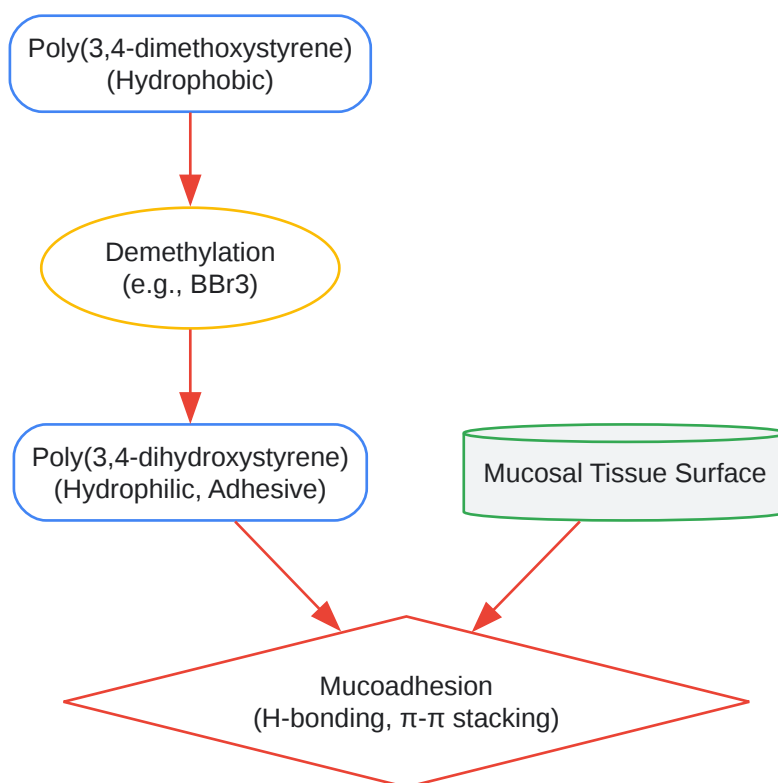 Poly(3,4-dimethoxystyrene)
(Hydrophobic)
Demethylation
(e.g., BBr3)
Poly(3,4-dihydroxystyrene)
(Hydrophilic, Adhesive)
Mucosal Tissue Surface
Mucoadhesion
(H-bonding, π-π stacking)